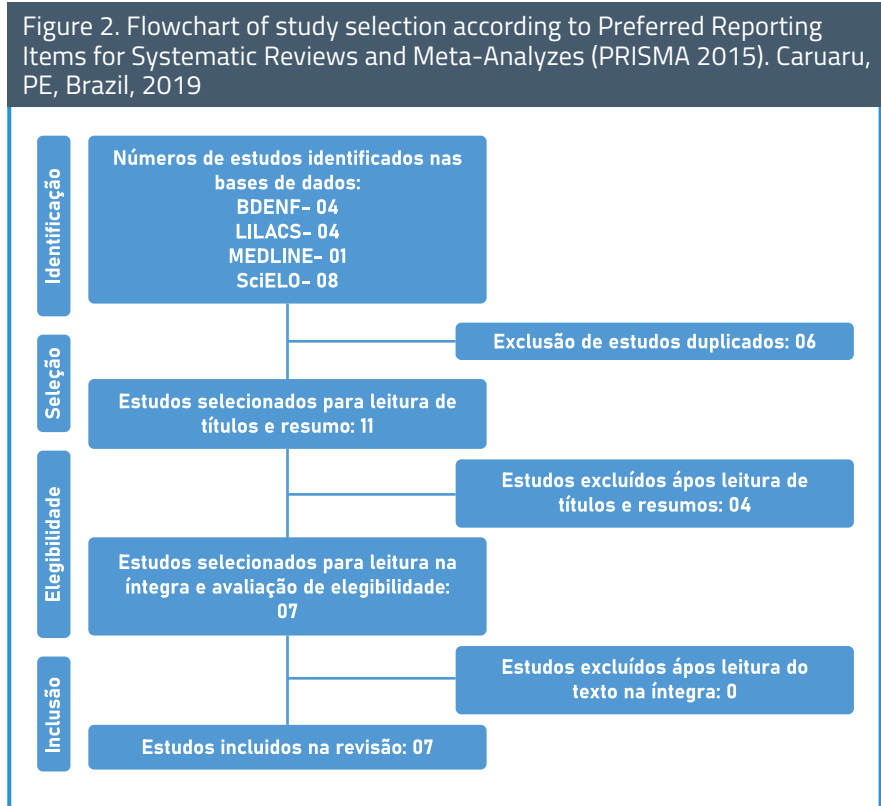 Figure 2. Flowchart of study selection according to Preferred Reporting
Items for Systematic Reviews and Meta-Analyzes (PRISMA 2015). Caruaru,
PE, Brazil, 2019
Identificação
Números de estudos identificados nas
bases de dados:
BDENF- 04
LILACS- 04
MEDLINE- 01
SciELO- 08
Exclusão de estudos duplicados: 06
Seleção
Estudos selecionados para leitura de
títulos e resumo: 11
Estudos excluídos ápos leitura de
títulos e resumos: 04
Elegibilidade
Estudos selecionados para leitura na
íntegra e avaliação de elegibilidade:
07
Estudos excluídos ápos leitura do
texto na íntegra: 0
Inclusão
Estudos incluidos na revisão: 07